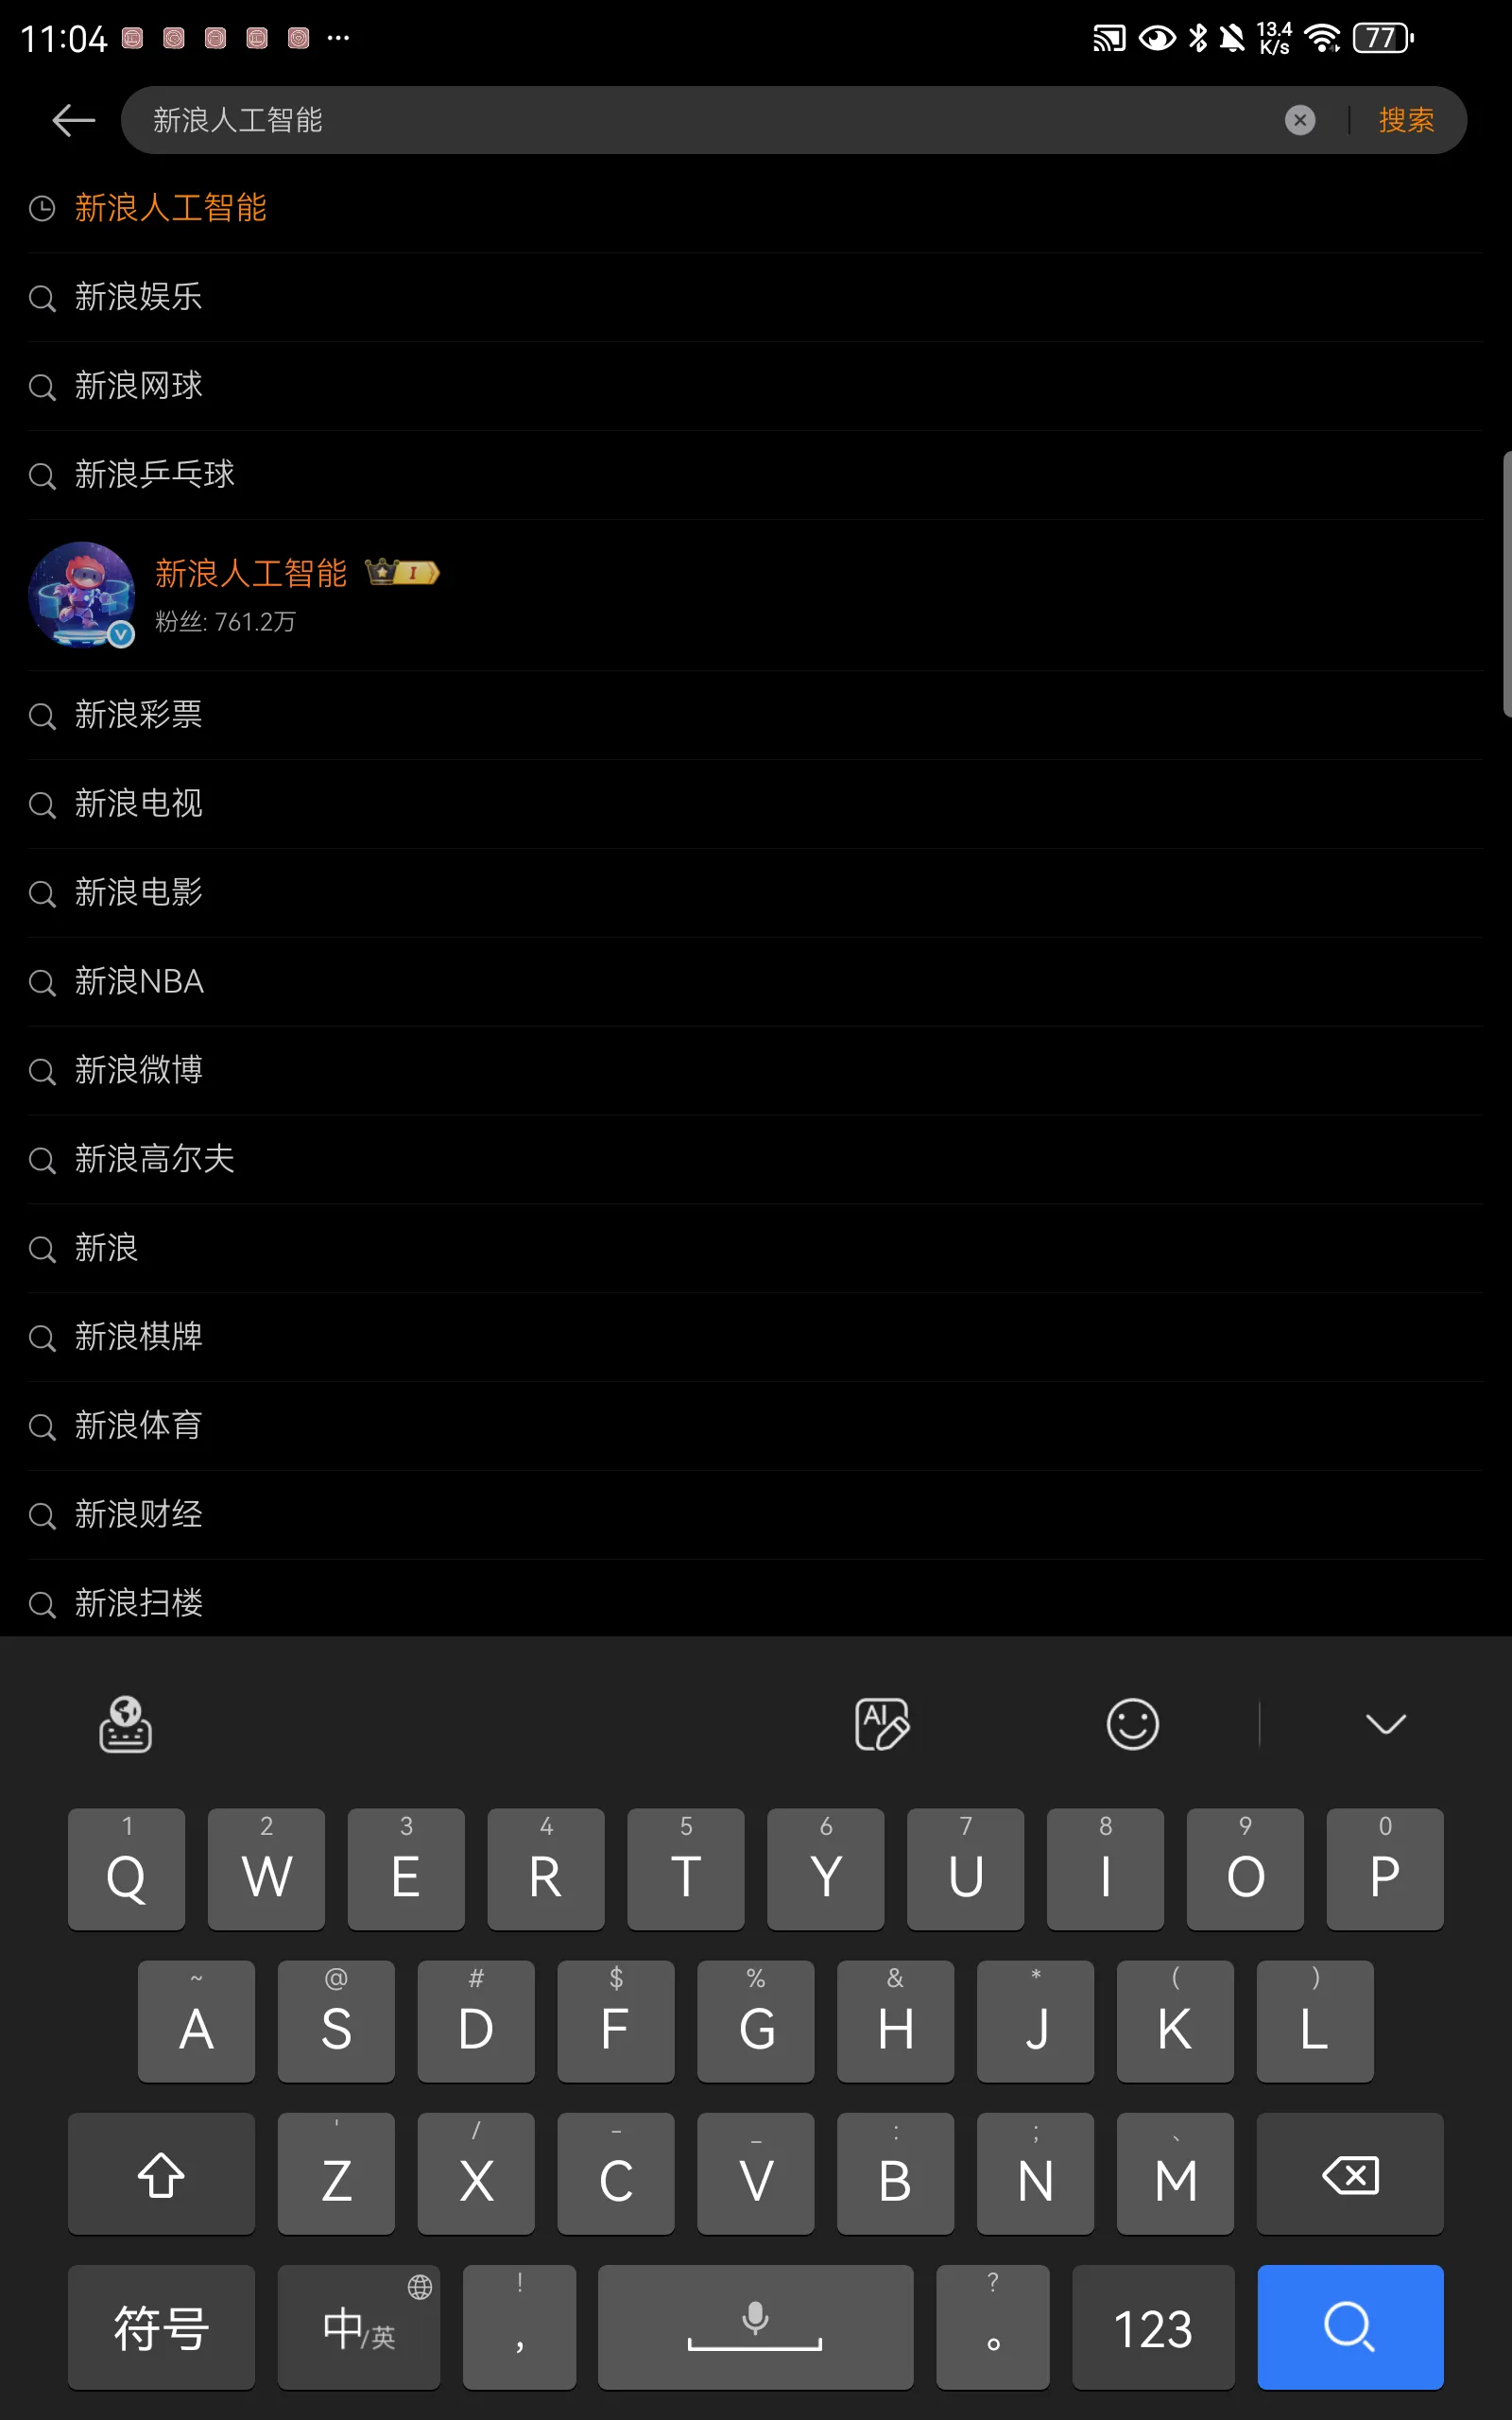 11:04 ··· 13.4 K/s 77
新浪人工智能 搜索
新浪人工智能
新浪娱乐
新浪网球
新浪乒乓球
新浪人工智能 I
粉丝: 761.2万
新浪彩票
新浪电视
新浪电影
新浪NBA
新浪微博
新浪高尔夫
新浪
新浪棋牌
新浪体育
新浪财经
新浪扫楼
AI
1 2 3 4 5 6 7 8 9 0
Q W E R T Y U I O P
~ @ # $ % & * ( )
A S D F G H J K L
' / - _ : ; 、
Z X C V B N M
! ?
符号 中/英 , 。 123